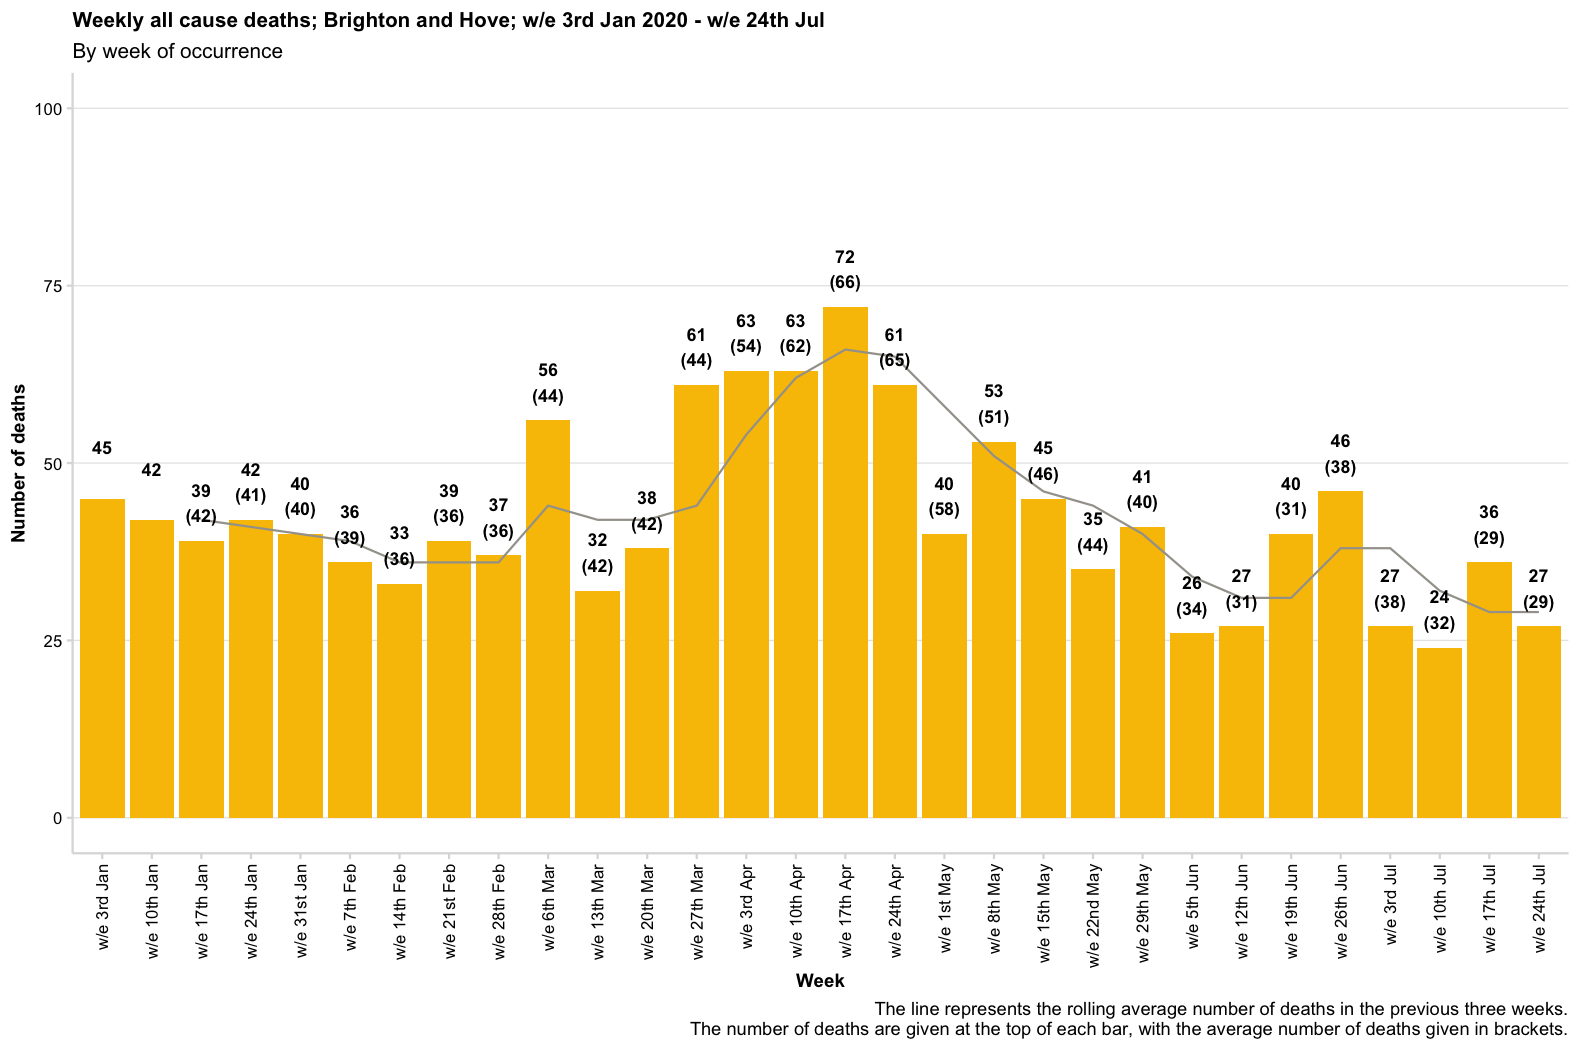 Weekly all cause deaths; Brighton and Hove; w/e 3rd Jan 2020 - w/e 24th Jul
By week of occurrence
Number of deaths
100
75
50
25
0
45
42
39
(42)
42
(41)
40
(40)
36
(39)
33
(36)
39
(36)
37
(36)
56
(44)
32
(42)
38
(42)
61
(44)
63
(54)
63
(62)
72
(66)
61
(65)
40
(58)
53
(51)
45
(46)
35
(44)
41
(40)
26
(34)
27
(31)
40
(31)
46
(38)
27
(38)
24
(32)
36
(29)
27
(29)
w/e 3rd Jan
w/e 10th Jan
w/e 17th Jan
w/e 24th Jan
w/e 31st Jan
w/e 7th Feb
w/e 14th Feb
w/e 21st Feb
w/e 28th Feb
w/e 6th Mar
w/e 13th Mar
w/e 20th Mar
w/e 27th Mar
w/e 3rd Apr
w/e 10th Apr
w/e 17th Apr
w/e 24th Apr
w/e 1st May
w/e 8th May
w/e 15th May
w/e 22nd May
w/e 29th May
w/e 5th Jun
w/e 12th Jun
w/e 19th Jun
w/e 26th Jun
w/e 3rd Jul
w/e 10th Jul
w/e 17th Jul
w/e 24th Jul
Week
The line represents the rolling average number of deaths in the previous three weeks.
The number of deaths are given at the top of each bar, with the average number of deaths given in brackets.